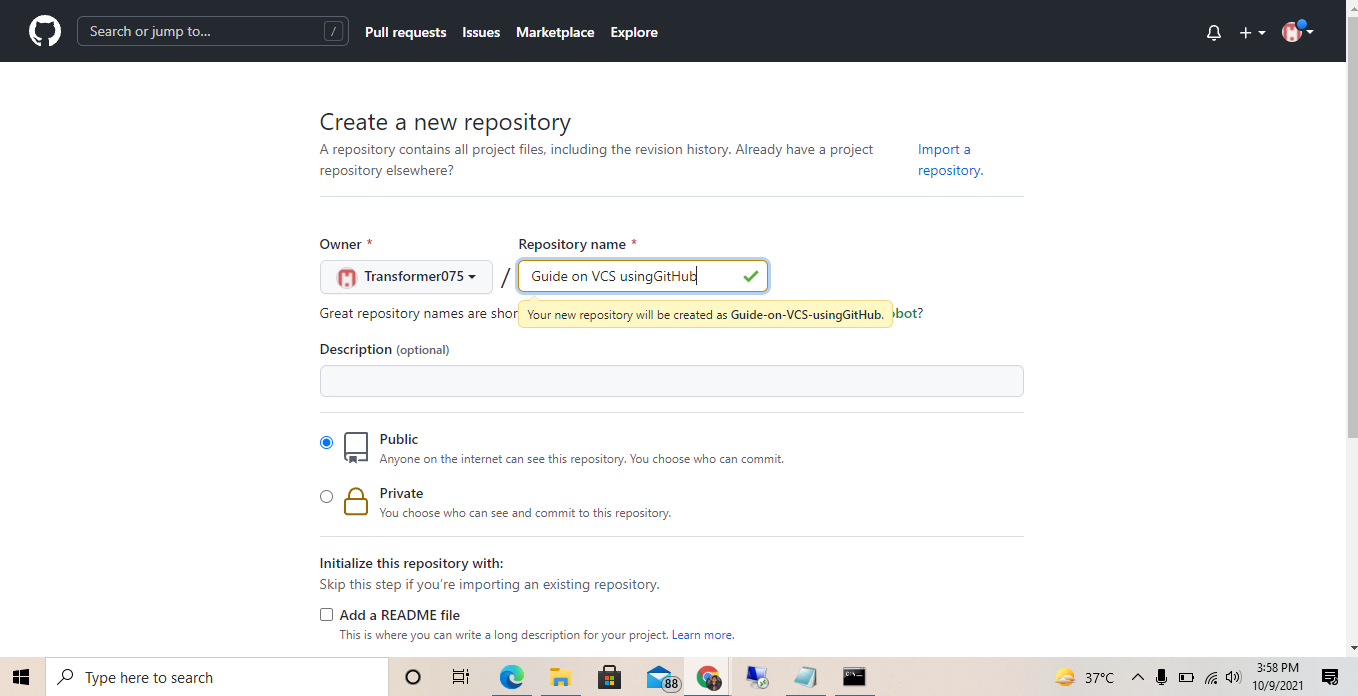 Search or jump to...
/
Pull requests
Issues
Marketplace
Explore
Create a new repository
A repository contains all project files, including the revision history. Already have a project
repository elsewhere?
Import a
repository.
Owner *
Repository name *
Transformer075
/
Guide on VCS usingGitHub
Great repository names are shor
bot?
Your new repository will be created as Guide-on-VCS-usingGitHub.
Description (optional)
Public
Anyone on the internet can see this repository. You choose who can commit.
Private
You choose who can see and commit to this repository.
Initialize this repository with:
Skip this step if you're importing an existing repository.
Add a README file
This is where you can write a long description for your project. Learn more.
Type here to search
88
37°C
3:58 PM
10/9/2021